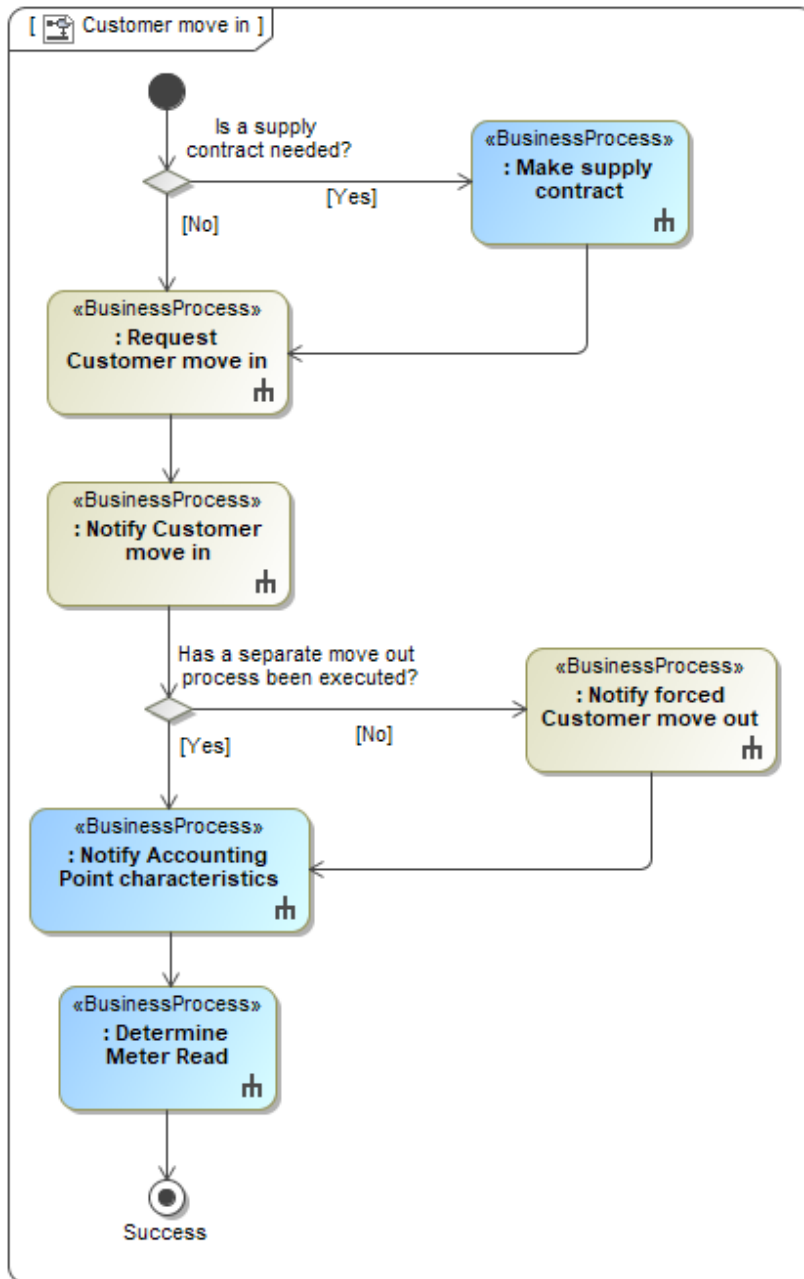 [ Customer move in ]
Is a supply
contract needed?
«BusinessProcess»
: Make supply
contract
[Yes]
[No]
«BusinessProcess»
: Request
Customer move in
«BusinessProcess»
: Notify Customer
move in
Has a separate move out
process been executed?
«BusinessProcess»
: Notify forced
Customer move out
[Yes]
[No]
«BusinessProcess»
: Notify Accounting
Point characteristics
«BusinessProcess»
: Determine
Meter Read
Success